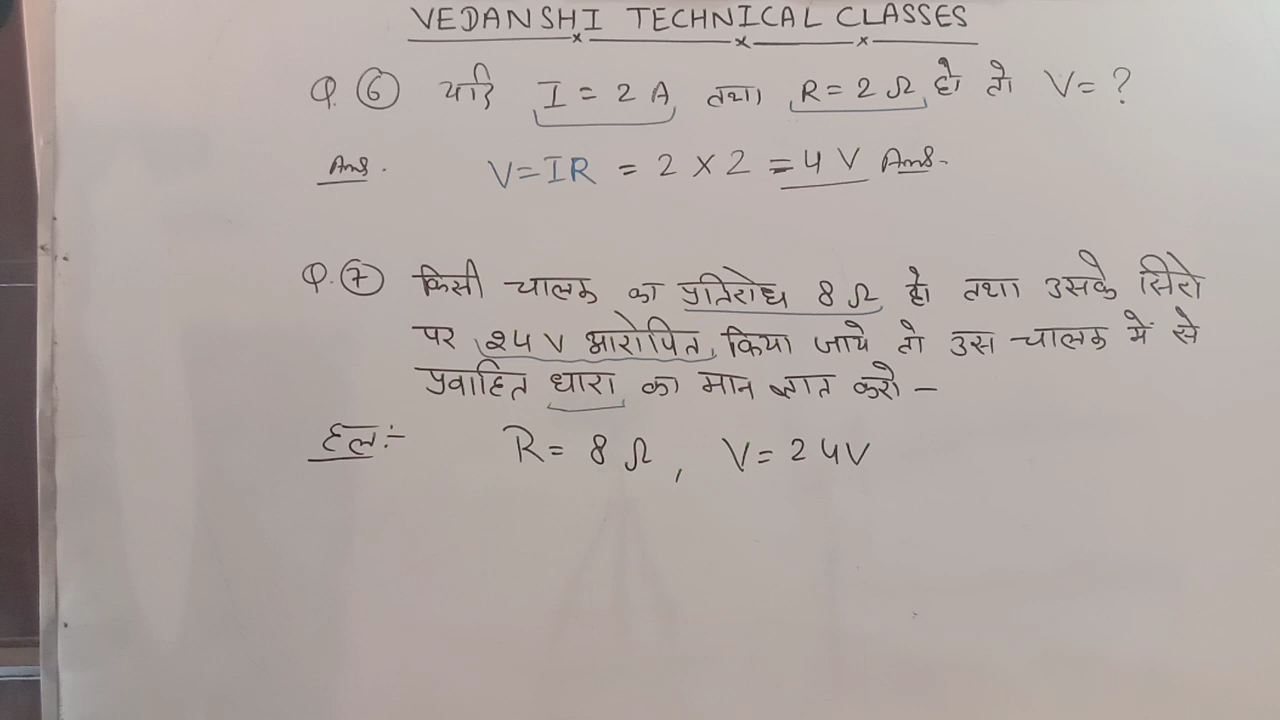 VEDANSHI TECHNICAL CLASSES
Q. 6 यदि I = 2 A तथा R = 2 Ω हो तो V = ?
Ans. V = IR = 2 × 2 = 4 V Ans.
Q. 7 किसी चालक का प्रतिरोध 8 Ω हो तथा उसके सिरो
पर 24 V आरोपित किया जाये तो उस चालक में से
प्रवाहित धारा का मान ज्ञात करो –
हल :- R = 8 Ω , V = 24V